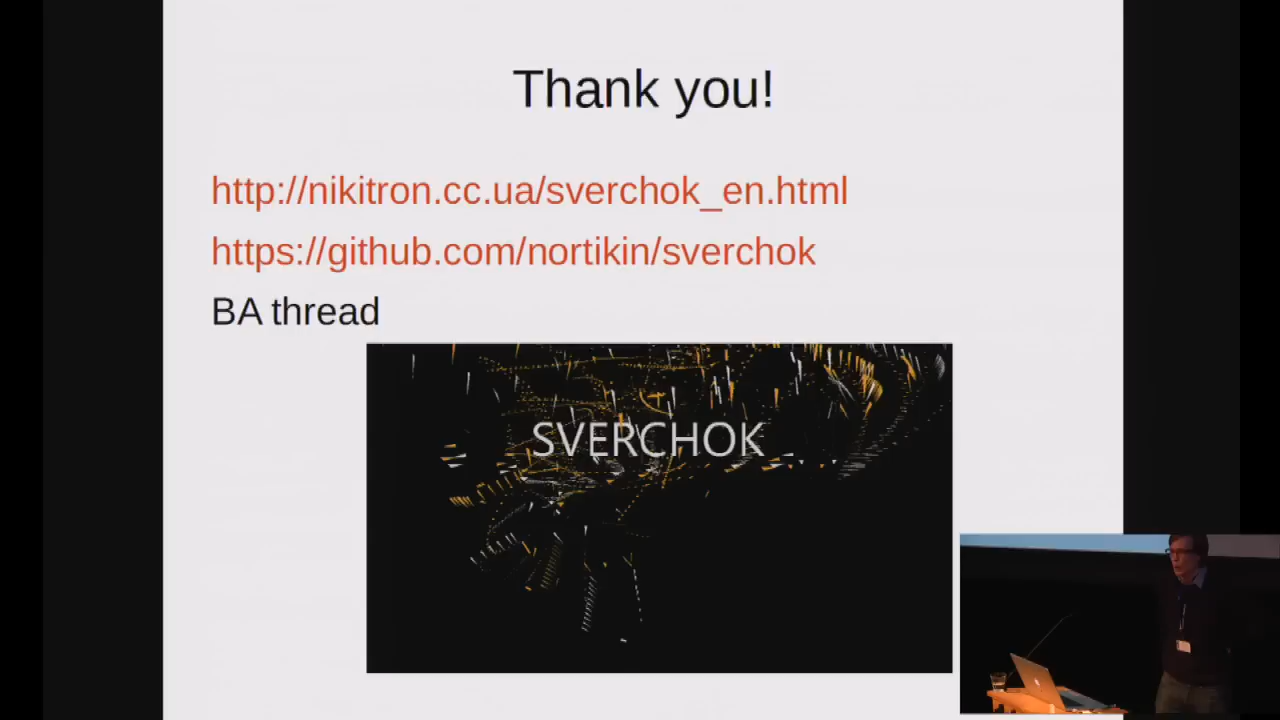 Thank you!
http://nikitron.cc.ua/sverchok_en.html
https://github.com/nortikin/sverchok
BA thread
SVERCHOK